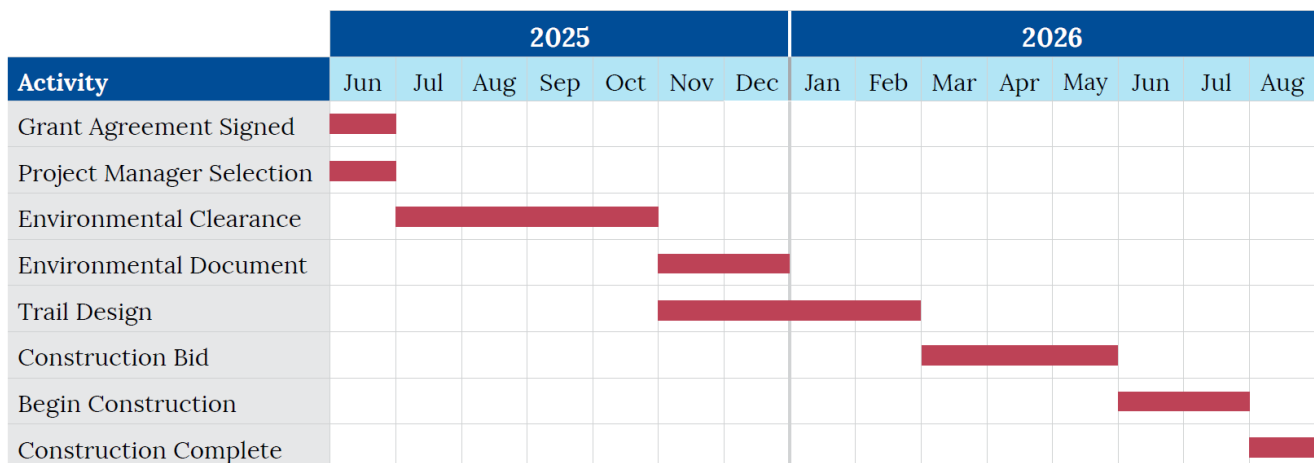 2025 2026
Activity Jun Jul Aug Sep Oct Nov Dec Jan Feb Mar Apr May Jun Jul Aug
Grant Agreement Signed
Project Manager Selection
Environmental Clearance
Environmental Document
Trail Design
Construction Bid
Begin Construction
Construction Complete